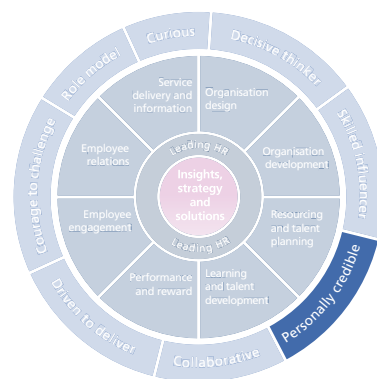 Curious
Decisive thinker
Skilled influencer
Personally credible
Collaborative
Driven to deliver
Courage to challenge
Role model
Service
delivery and
information
Organisation
design
Organisation
development
Resourcing
and talent
planning
Learning
and talent
development
Performance
and reward
Employee
engagement
Employee
relations
Leading HR
Insights,
strategy
and
solutions
Leading HR